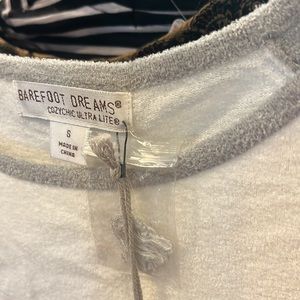 BAREFOOT DREAMS®
COZYCHIC ULTRA LITE®
S
MADE IN
CHINA